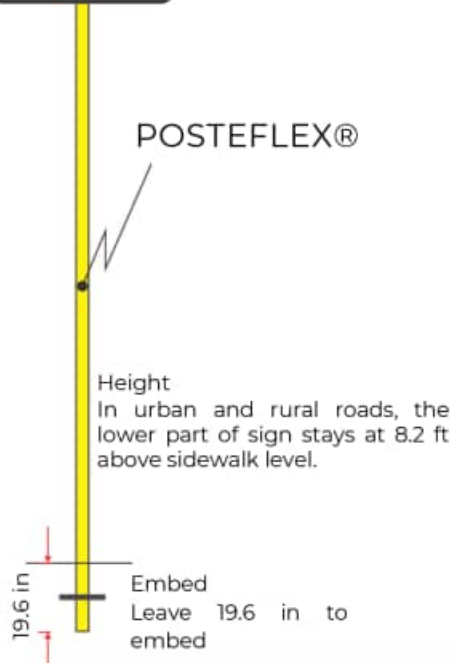 POSTEFLEX®
Height
In urban and rural roads, the
lower part of sign stays at 8.2 ft
above sidewalk level.
19.6 in
Embed
Leave 19.6 in to
embed